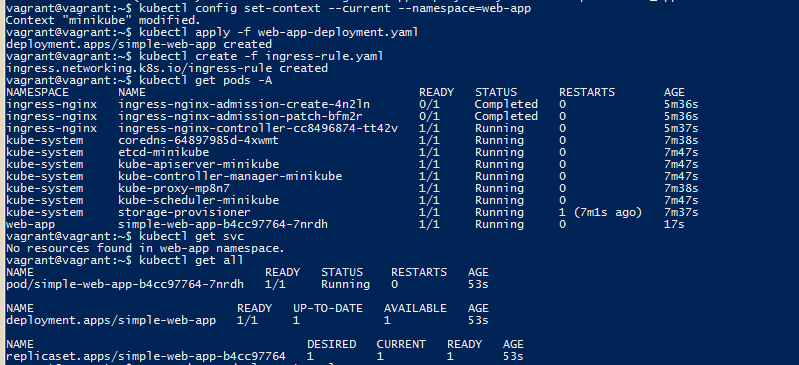 vagrant@vagrant:~$ kubectl config set-context --current --namespace=web-app
Context "minikube" modified.
vagrant@vagrant:~$ kubectl apply -f web-app-deployment.yaml
deployment.apps/simple-web-app created
vagrant@vagrant:~$ kubectl create -f ingress-rule.yaml
ingress.networking.k8s.io/ingress-rule created
vagrant@vagrant:~$ kubectl get pods -A
NAMESPACE NAME READY STATUS RESTARTS AGE
ingress-nginx ingress-nginx-admission-create-4n2ln 0/1 Completed 0 5m36s
ingress-nginx ingress-nginx-admission-patch-bfm2r 0/1 Completed 0 5m36s
ingress-nginx ingress-nginx-controller-cc8496874-tt42v 1/1 Running 0 5m37s
kube-system coredns-64897985d-4xwmt 1/1 Running 0 7m38s
kube-system etcd-minikube 1/1 Running 0 7m47s
kube-system kube-apiserver-minikube 1/1 Running 0 7m47s
kube-system kube-controller-manager-minikube 1/1 Running 0 7m47s
kube-system kube-proxy-mp8n7 1/1 Running 0 7m38s
kube-system kube-scheduler-minikube 1/1 Running 0 7m47s
kube-system storage-provisioner 1/1 Running 1 (7m1s ago) 7m37s
web-app simple-web-app-b4cc97764-7nrdh 1/1 Running 0 17s
vagrant@vagrant:~$ kubectl get svc
No resources found in web-app namespace.
vagrant@vagrant:~$ kubectl get all
NAME READY STATUS RESTARTS AGE
pod/simple-web-app-b4cc97764-7nrdh 1/1 Running 0 53s
NAME READY UP-TO-DATE AVAILABLE AGE
deployment.apps/simple-web-app 1/1 1 1 53s
NAME DESIRED CURRENT READY AGE
replicaset.apps/simple-web-app-b4cc97764 1 1 1 53s